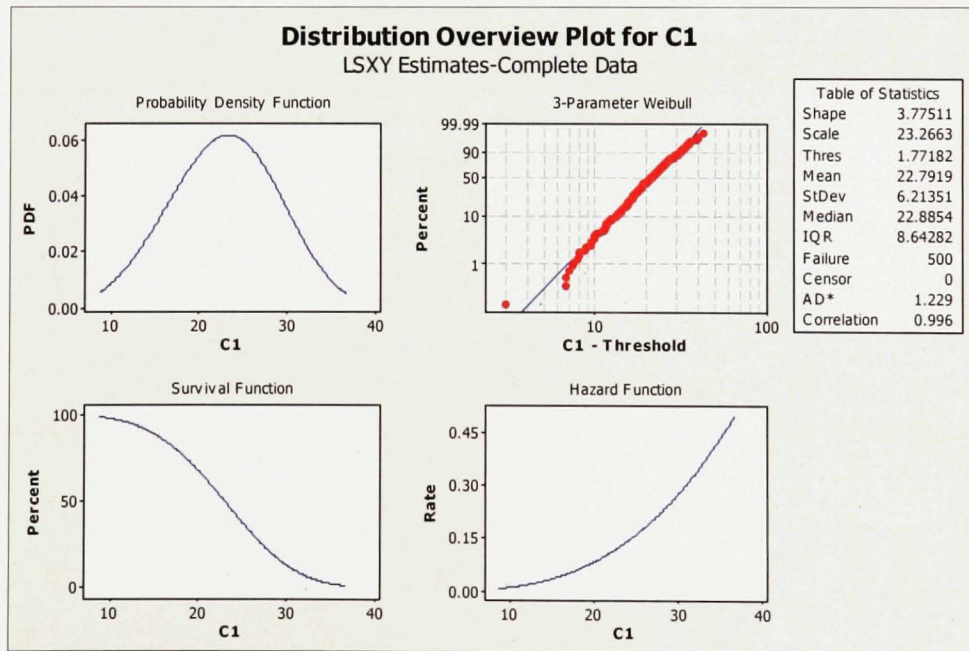 Distribution Overview Plot for C1
LSXY Estimates-Complete Data
Probability Density Function
PDF
0.06
0.04
0.02
0.00
10 20 30 40
C1
3-Parameter Weibull
Percent
99.99
90
50
10
1
10 100
C1 - Threshold
Table of Statistics
Shape 3.77511
Scale 23.2663
Thres 1.77182
Mean 22.7919
StDev 6.21351
Median 22.8854
IQR 8.64282
Failure 500
Censor 0
AD* 1.229
Correlation 0.996
Survival Function
Percent
100
50
0
10 20 30 40
C1
Hazard Function
Rate
0.45
0.30
0.15
0.00
10 20 30 40
C1